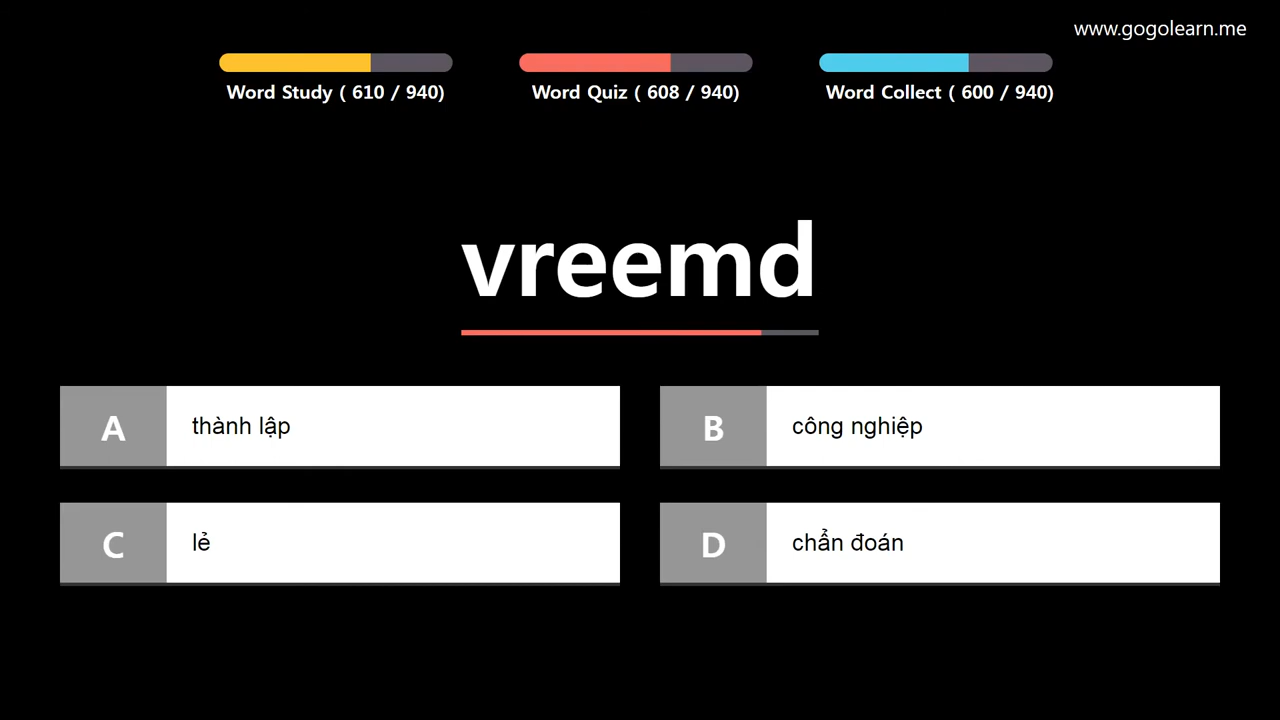 www.gogolearn.me
Word Study ( 610 / 940)
Word Quiz ( 608 / 940)
Word Collect ( 600 / 940)
vreemd
A thành lập
B công nghiệp
C lẻ
D chẩn đoán